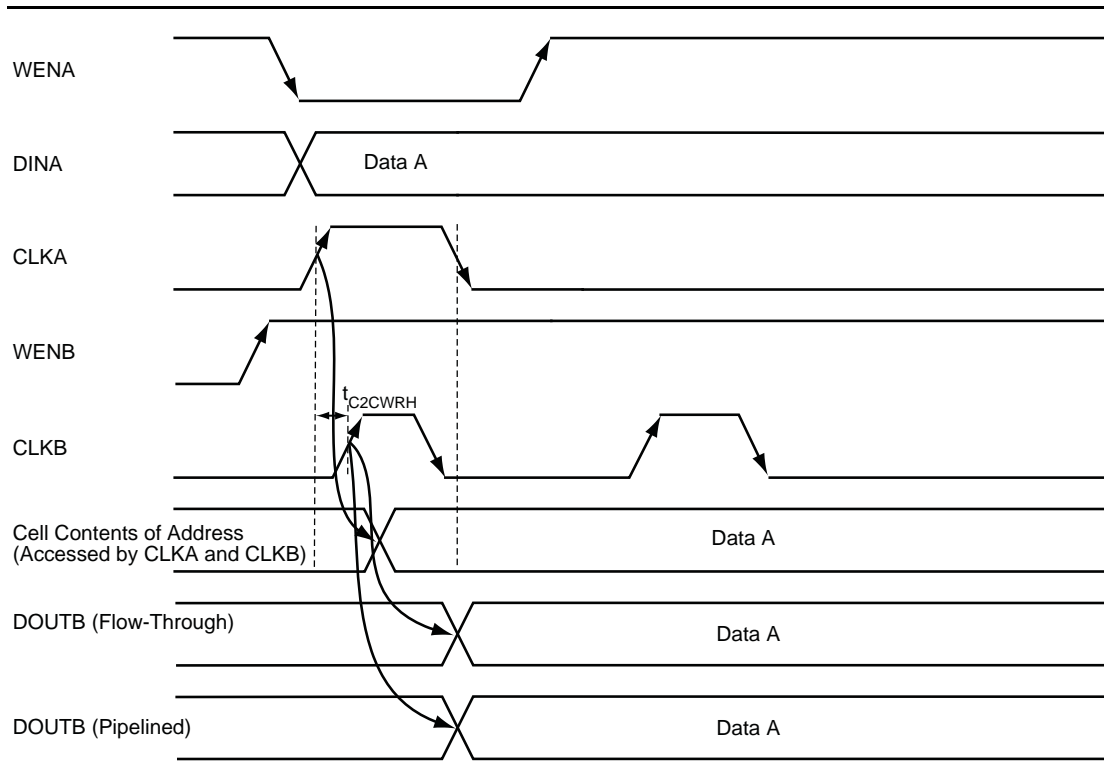 WENA
DINA
Data A
CLKA
WENB
tC2CWRH
CLKB
Cell Contents of Address
(Accessed by CLKA and CLKB)
Data A
DOUTB (Flow-Through)
Data A
DOUTB (Pipelined)
Data A